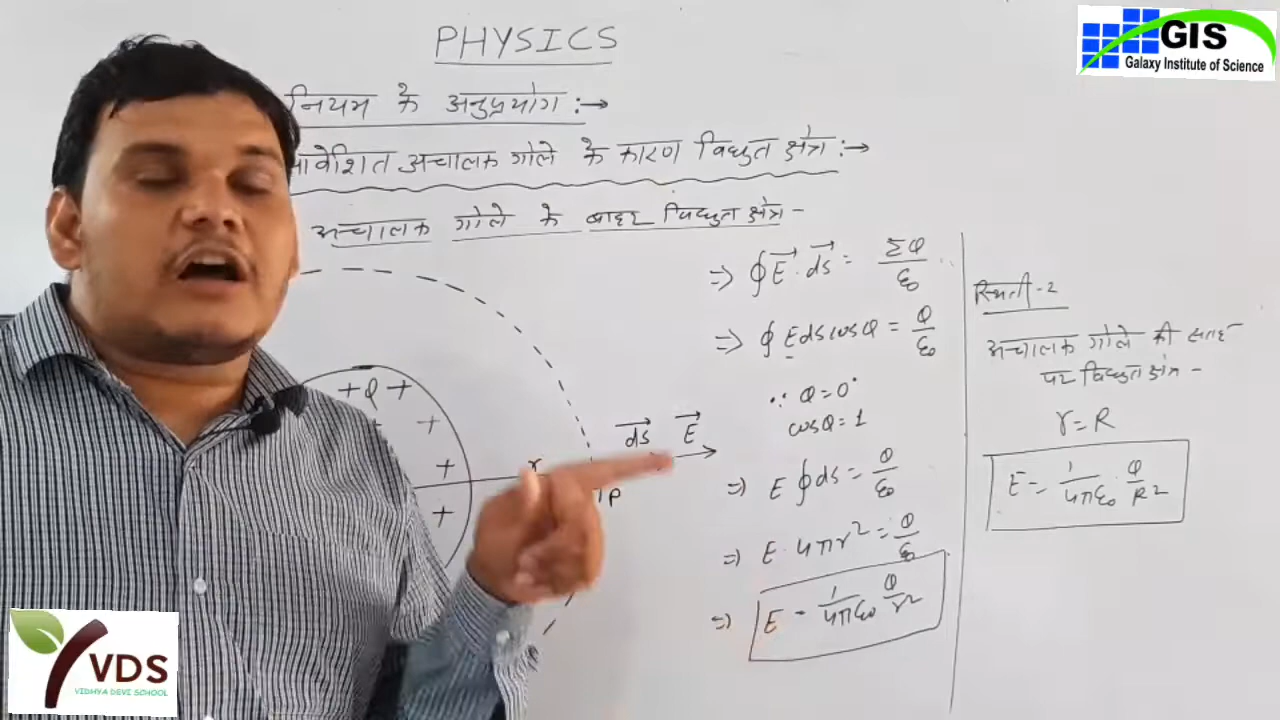 PHYSICS
GIS
Galaxy Institute of Science
नियम के अनुप्रयोग :→
आवेशित अचालक गोले के कारण विद्युत क्षेत्र :→
अचालक गोले के बाहर विद्युत क्षेत्र -
+ Q +
+
+
+
r
P
ds E
⇒ ∮E⃗.ds⃗ = ΣQ/ε₀
⇒ ∮ E ds cosθ = Q/ε₀
∵ θ = 0°
cosθ = 1
⇒ E ∮ds = Q/ε₀
⇒ E. 4πr² = Q/ε₀
⇒ E = 1/4πε₀ Q/r²
स्थिती-2
अचालक गोले की सतह
पर विद्युत क्षेत्र -
r = R
E = 1/4πε₀ . Q/R²
VDS
VIDHYA DEVI SCHOOL